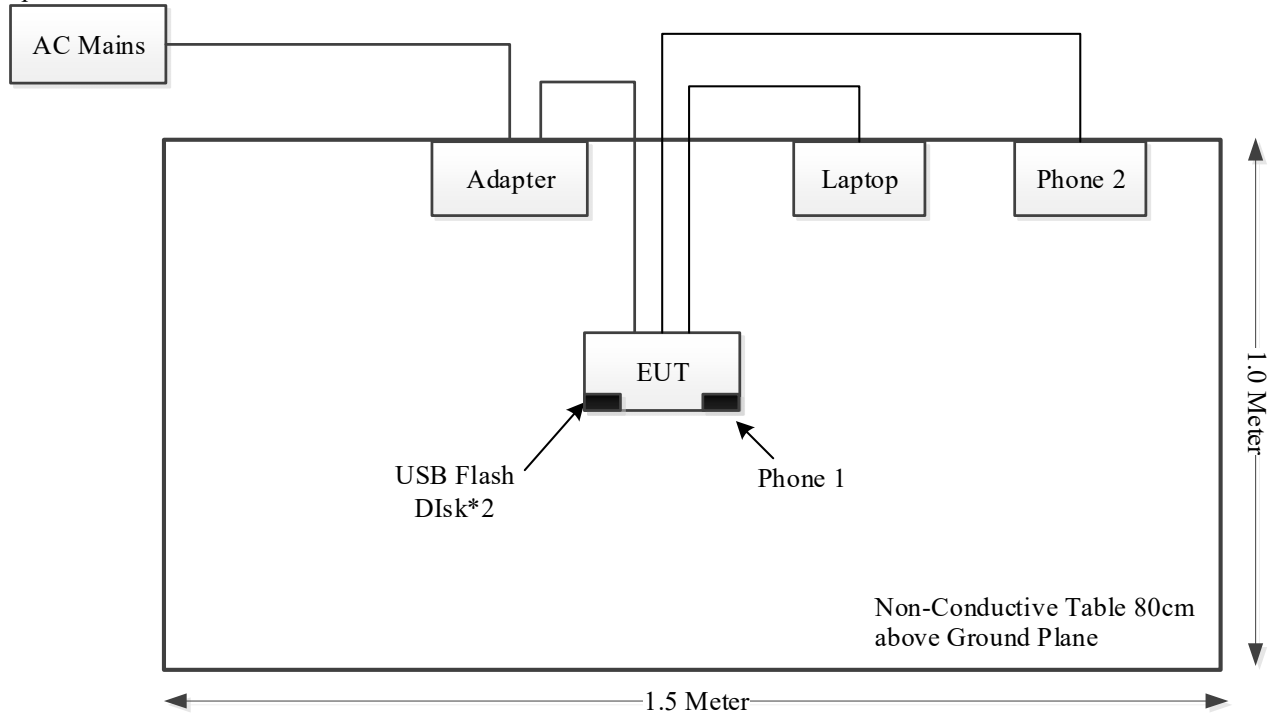 AC Mains
Adapter
Laptop
Phone 2
EUT
1.0 Meter
USB Flash
DIsk*2
Phone 1
Non-Conductive Table 80cm
above Ground Plane
1.5 Meter